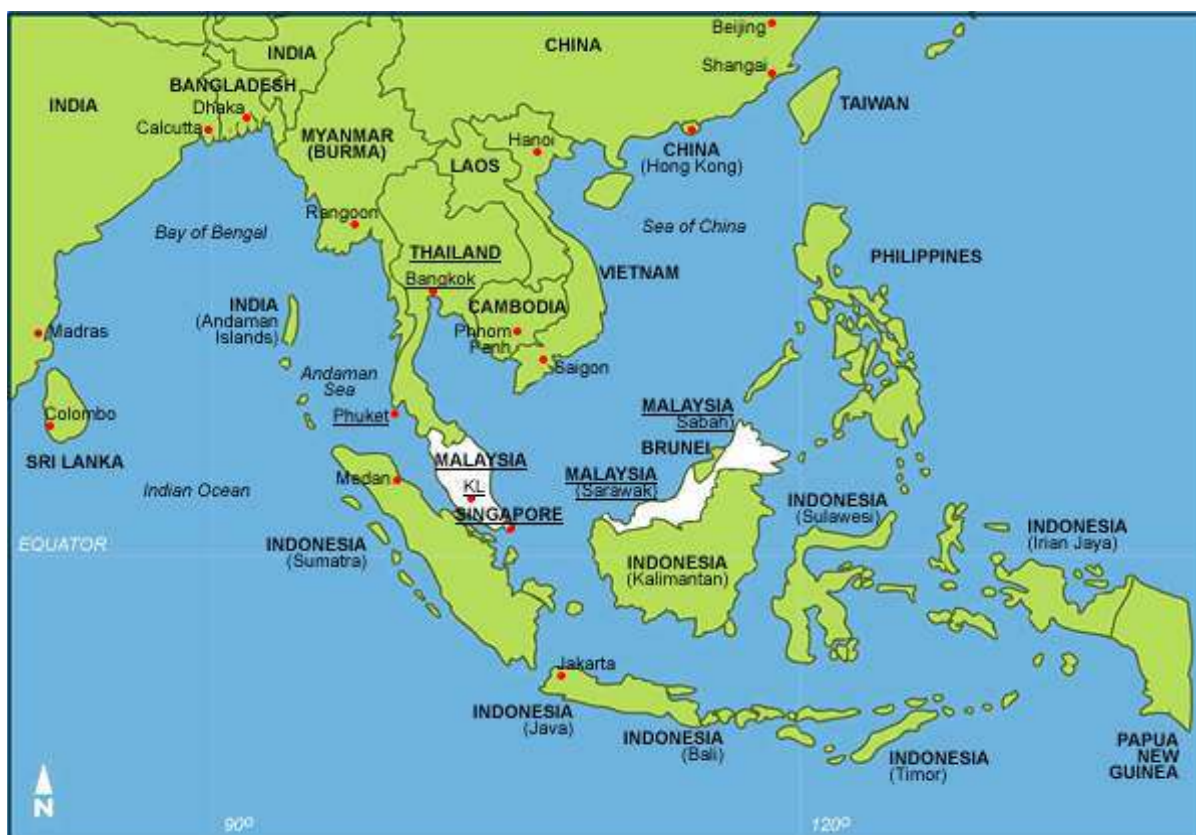 Beijing
CHINA
INDIA
Shangai
BANGLADESH
INDIA
TAIWAN
Dhaka
Calcutta
MYANMAR
(BURMA)
Hanoi
CHINA
(Hong Kong)
LAOS
Rangoon
Bay of Bengal
Sea of China
THAILAND
PHILIPPINES
VIETNAM
Bangkok
INDIA
(Andaman
Islands)
CAMBODIA
Madras
Phhom
Penh
Saigon
Andaman
Sea
Colombo
Phuket
MALAYSIA
Sabah)
BRUNEI
SRI LANKA
MALAYSIA
KL
Medan
MALAYSIA
(Sarawak)
Indian Ocean
SINGAPORE
INDONESIA
(Sulawesi)
INDONESIA
(Irian Jaya)
EQUATOR
INDONESIA
(Sumatra)
INDONESIA
(Kalimantan)
Jakarta
INDONESIA
(Java)
INDONESIA
(Bali)
INDONESIA
(Timor)
PAPUA
NEW
GUINEA
N
90º
120º